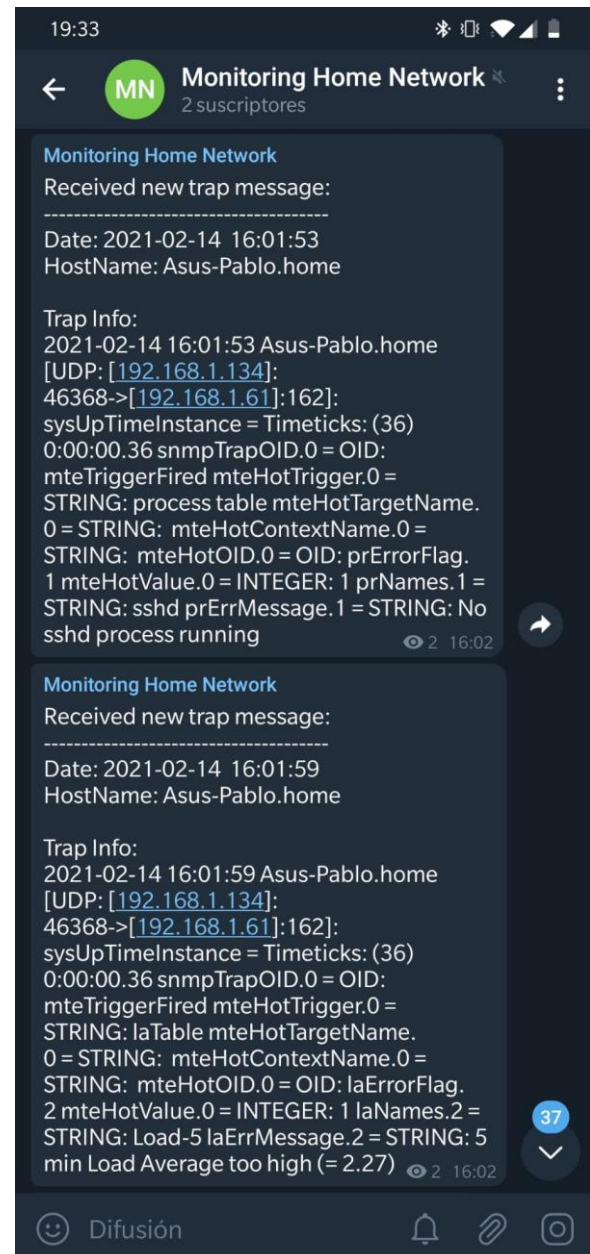 19:33
MN
Monitoring Home Network
2 suscriptores
Monitoring Home Network
Received new trap message:
--------------------------------------
Date: 2021-02-14 16:01:53
HostName: Asus-Pablo.home
Trap Info:
2021-02-14 16:01:53 Asus-Pablo.home
[UDP: [192.168.1.134]:
46368->[192.168.1.61]:162]:
sysUpTimeInstance = Timeticks: (36)
0:00:00.36 snmpTrapOID.0 = OID:
mteTriggerFired mteHotTrigger.0 =
STRING: process table mteHotTargetName.
0 = STRING: mteHotContextName.0 =
STRING: mteHotOID.0 = OID: prErrorFlag.
1 mteHotValue.0 = INTEGER: 1 prNames.1 =
STRING: sshd prErrMessage.1 = STRING: No
sshd process running
2 16:02
Monitoring Home Network
Received new trap message:
--------------------------------------
Date: 2021-02-14 16:01:59
HostName: Asus-Pablo.home
Trap Info:
2021-02-14 16:01:59 Asus-Pablo.home
[UDP: [192.168.1.134]:
46368->[192.168.1.61]:162]:
sysUpTimeInstance = Timeticks: (36)
0:00:00.36 snmpTrapOID.0 = OID:
mteTriggerFired mteHotTrigger.0 =
STRING: laTable mteHotTargetName.
0 = STRING: mteHotContextName.0 =
STRING: mteHotOID.0 = OID: laErrorFlag.
2 mteHotValue.0 = INTEGER: 1 laNames.2 =
STRING: Load-5 laErrMessage.2 = STRING: 5
min Load Average too high (= 2.27)
2 16:02
37
Difusión